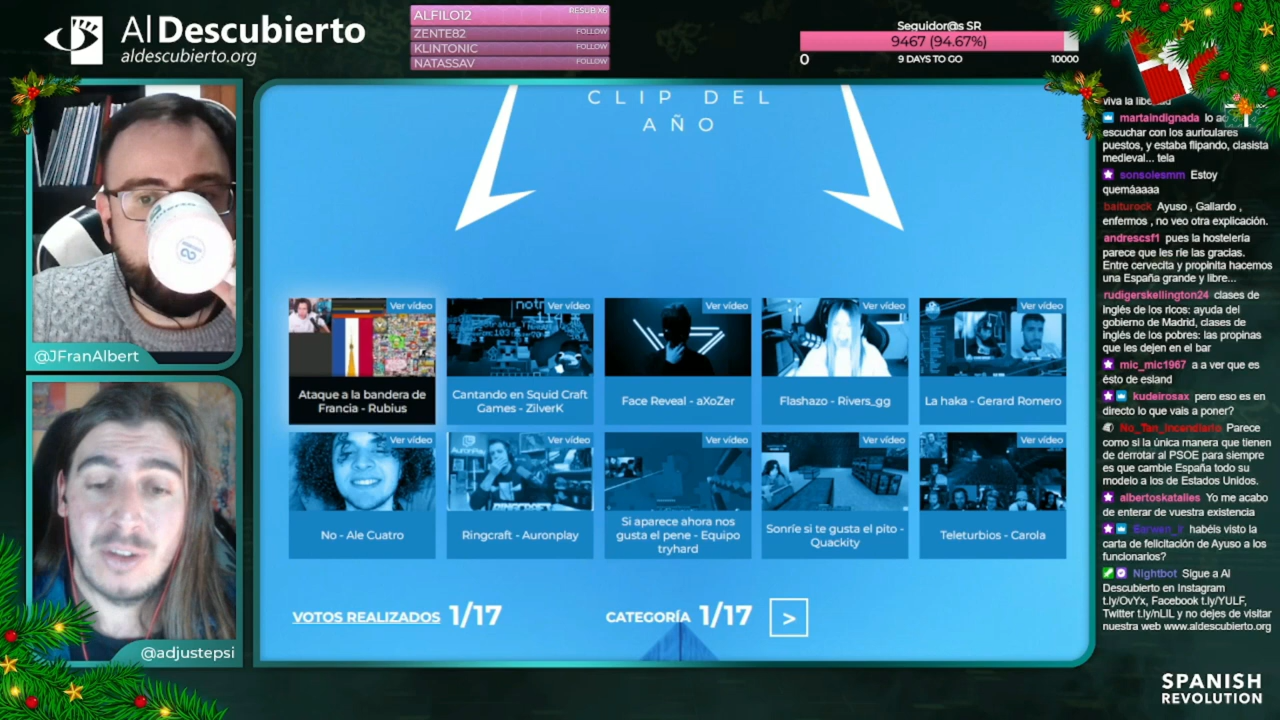 Al Descubierto
aldescubierto.org
ALFILO12 RESUB X6
ZENTE82 FOLLOW
KLINTONIC FOLLOW
NATASSAV FOLLOW
Seguidor@s SR
9467 (94.67%)
0 9 DAYS TO GO 10000
@JFranAlbert
@adjustepsi
CLIP DEL
AÑO
Ver vídeo
Ataque a la bandera de
Francia - Rubius
Ver vídeo
Cantando en Squid Craft
Games - ZilverK
Ver vídeo
Face Reveal - aXoZer
Ver vídeo
Flashazo - Rivers_gg
Ver vídeo
La haka - Gerard Romero
Ver vídeo
No - Ale Cuatro
Ver vídeo
Ringcraft - Auronplay
Ver vídeo
Si aparece ahora nos
gusta el pene - Equipo
tryhard
Ver vídeo
Sonríe si te gusta el pito -
Quackity
Ver vídeo
Teleturbios - Carola
VOTOS REALIZADOS 1/17
CATEGORÍA 1/17 >
viva la libertad
martaindignada lo
escuchar con los auriculares
puestos, y estaba flipando, clasista
medieval... tela
sonsolesmm Estoy
quemáaaaa
baiturock Ayuso , Gallardo ,
enfermos , no veo otra explicación.
andrescsf1 pues la hostelería
parece que les ríe las gracias.
Entre cervecita y propinita hacemos
una España grande y libre...
rudigerskellington24 clases de
inglés de los ricos: ayuda del
gobierno de Madrid, clases de
inglés de los pobres: las propinas
que les dejen en el bar
mic_mic1967 a a ver que es
ésto de esland
kudeirosax pero eso es en
directo lo que vais a poner?
No_Tan_Incendiario Parece
como si la única manera que tienen
de derrotar al PSOE para siempre
es que cambie España todo su
modelo a los de Estados Unidos.
albertoskatalies Yo me acabo
de enterar de vuestra existencia
Earwen_Ir habéis visto la
carta de felicitación de Ayuso a los
funcionarios?
Nightbot Sigue a Al
Descubierto en Instagram
t.ly/OvYx, Facebook t.ly/YULF,
Twitter t.ly/nLIL y no dejes de visitar
nuestra web www.aldescubierto.org
SPANISH
REVOLUTION